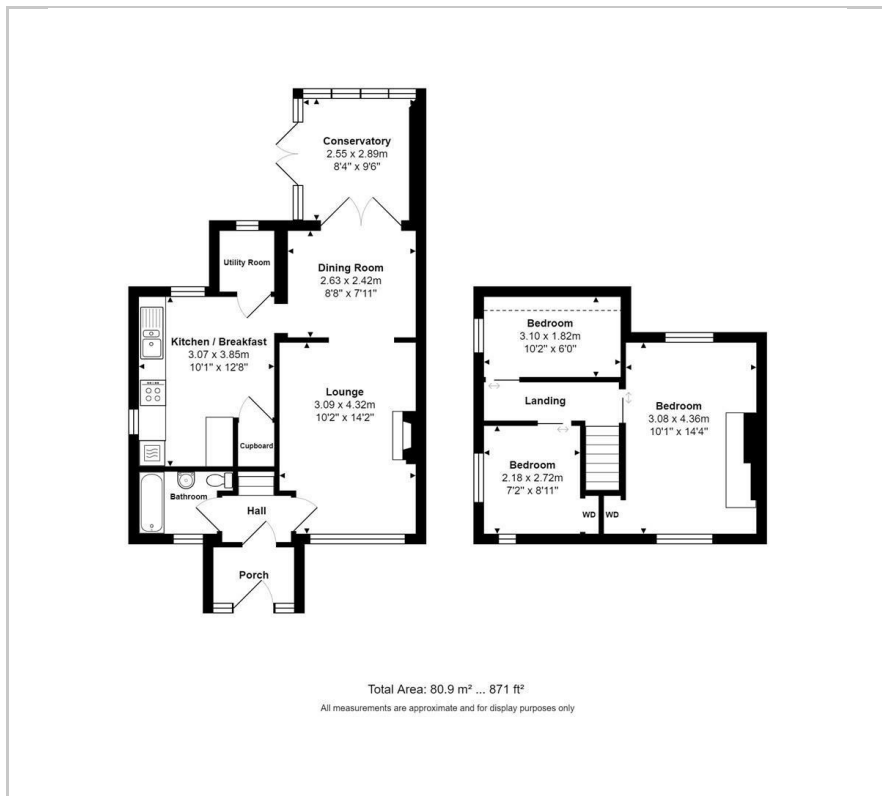 Conservatory
2.55 x 2.89m
8'4" x 9'6"
Utility Room
Dining Room
2.63 x 2.42m
8'8" x 7'11"
Kitchen / Breakfast
3.07 x 3.85m
10'1" x 12'8"
Lounge
3.09 x 4.32m
10'2" x 14'2"
Cupboard
Bathroom
Hall
Porch
Bedroom
3.10 x 1.82m
10'2" x 6'0"
Landing
Bedroom
3.08 x 4.36m
10'1" x 14'4"
Bedroom
2.18 x 2.72m
7'2" x 8'11"
WD
WD
Total Area: 80.9 m² ... 871 ft²
All measurements are approximate and for display purposes only